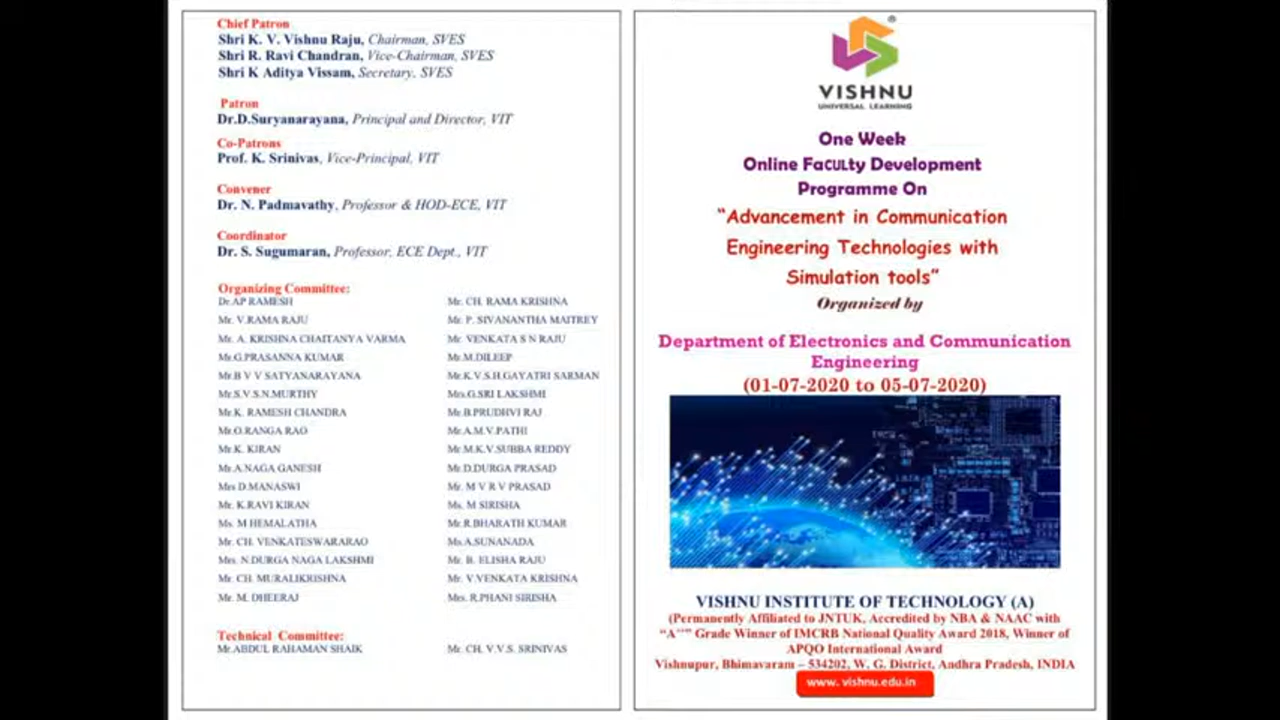 Chief Patron
Shri K. V. Vishnu Raju, Chairman, SVES
Shri R. Ravi Chandran, Vice-Chairman, SVES
Shri K Aditya Vissam, Secretary, SVES
Patron
Dr.D.Suryanarayana, Principal and Director, VIT
Co-Patrons
Prof. K. Srinivas, Vice-Principal, VIT
Convener
Dr. N. Padmavathy, Professor & HOD-ECE, VIT
Coordinator
Dr. S. Sugumaran, Professor, ECE Dept., VIT
Organizing Committee:
Dr.AP RAMESH Mr. CH. RAMA KRISHNA
Mr. V.RAMA RAJU Mr. P. SIVANANTHA MAITREY
Mr. A. KRISHNA CHAITANYA VARMA Mr. VENKATA S N RAJU
Mr.G.PRASANNA KUMAR Mr.M.DILEEP
Mr.B V V SATYANARAYANA Mr.K.V.S.H.GAYATRI SARMAN
Mr.S.V.S.N.MURTHY Mrs.G.SRI LAKSHMI
Mr.K. RAMESH CHANDRA Mr.B.PRUDHVI RAJ
Mr.O.RANGA RAO Mr.A.M.V.PATHI
Mr.K. KIRAN Mr.M.K.V.SUBBA REDDY
Mr.A.NAGA GANESH Mr.D.DURGA PRASAD
Mrs D.MANASWI Mr. M V R V PRASAD
Mr. K.RAVI KIRAN Ms. M SIRISHA
Ms. M HEMALATHA Mr.R.BHARATH KUMAR
Mr. CH. VENKATESWARARAO Ms.A.SUNANADA
Mrs. N.DURGA NAGA LAKSHMI Mr. B. ELISHA RAJU
Mr. CH. MURALIKRISHNA Mr. V.VENKATA KRISHNA
Mr. M. DHEERAJ Mrs. R.PHANI SIRISHA
Technical Committee:
Mr.ABDUL RAHAMAN SHAIK Mr. CH. V.V.S. SRINIVAS
®
VISHNU
UNIVERSAL LEARNING
One Week
Online Faculty Development
Programme On
“Advancement in Communication
Engineering Technologies with
Simulation tools”
Organized by
Department of Electronics and Communication
Engineering
(01-07-2020 to 05-07-2020)
VISHNU INSTITUTE OF TECHNOLOGY (A)
(Permanently Affiliated to JNTUK, Accredited by NBA & NAAC with
Grade Winner of IMCRB National Quality Award 2018, Winner of
APQO International Award
Vishnupur, Bhimavaram – 534202, W. G. District, Andhra Pradesh, INDIA
www. vishnu.edu.in